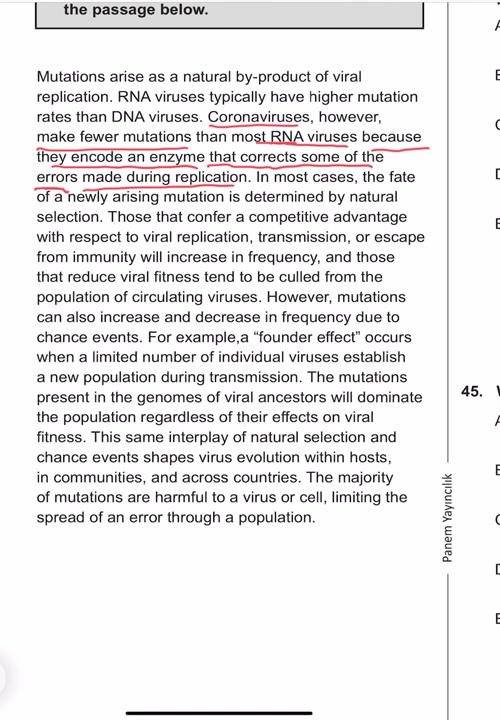 the passage below.
Mutations arise as a natural by-product of viral
replication. RNA viruses typically have higher mutation
rates than DNA viruses. Coronaviruses, however,
make fewer mutations than most RNA viruses because
they encode an enzyme that corrects some of the
errors made during replication. In most cases, the fate
of a newly arising mutation is determined by natural
selection. Those that confer a competitive advantage
with respect to viral replication, transmission, or escape
from immunity will increase in frequency, and those
that reduce viral fitness tend to be culled from the
population of circulating viruses. However, mutations
can also increase and decrease in frequency due to
chance events. For example,a “founder effect” occurs
when a limited number of individual viruses establish
a new population during transmission. The mutations
present in the genomes of viral ancestors will dominate
the population regardless of their effects on viral
fitness. This same interplay of natural selection and
chance events shapes virus evolution within hosts,
in communities, and across countries. The majority
of mutations are harmful to a virus or cell, limiting the
spread of an error through a population.
Panem Yayıncılık
45.